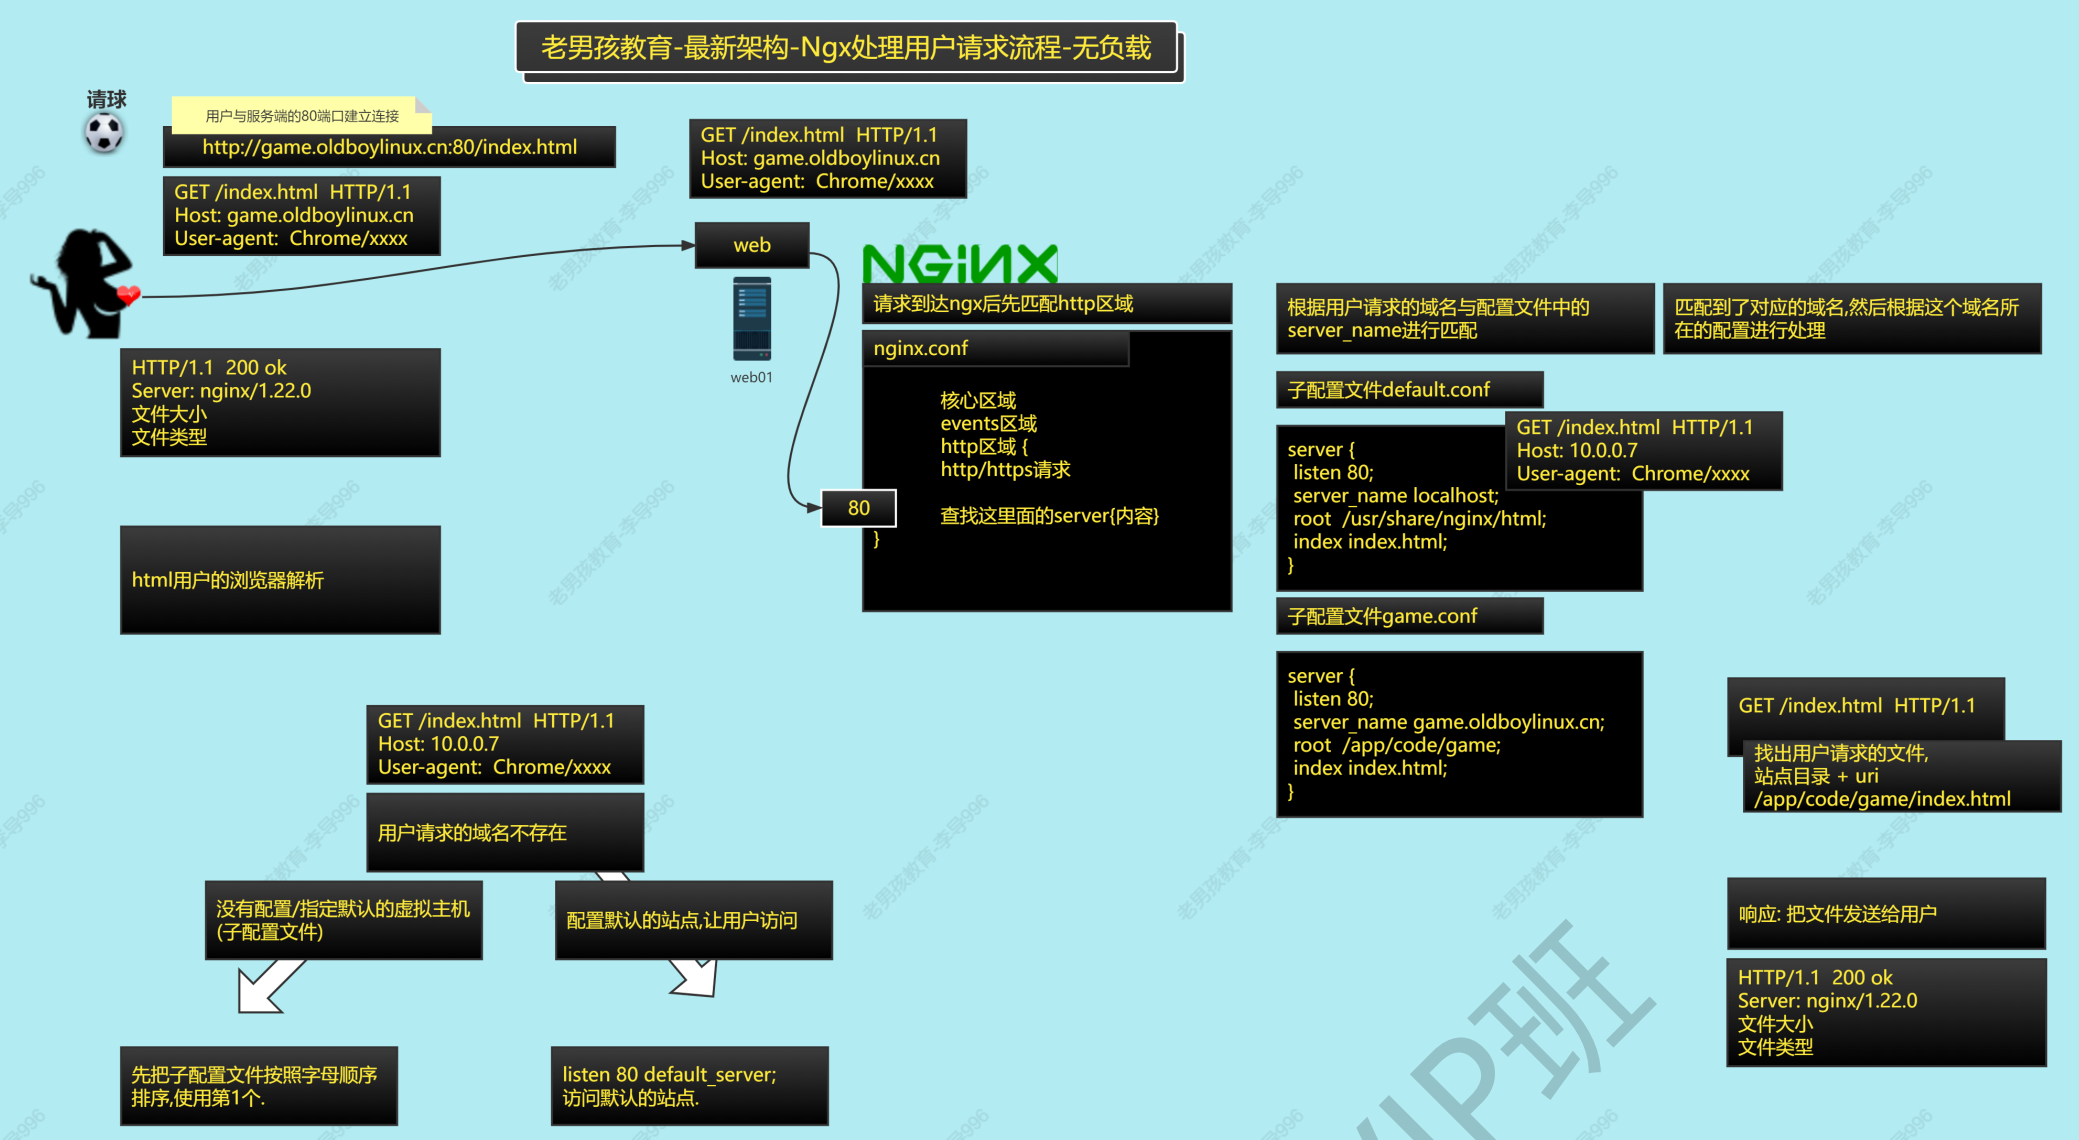 老男孩教育-最新架构-Ngx处理用户请求流程-无负载
请球
用户与服务端的80端口建立连接
http://game.oldboylinux.cn:80/index.html
GET /index.html  HTTP/1.1
Host: game.oldboylinux.cn
User-agent:  Chrome/xxxx
GET /index.html  HTTP/1.1
Host: game.oldboylinux.cn
User-agent:  Chrome/xxxx
web
web01
HTTP/1.1  200 ok
Server: nginx/1.22.0
文件大小
文件类型
html用户的浏览器解析
NGiNX
请求到达ngx后先匹配http区域
nginx.conf
核心区域
events区域
http区域 {
http/https请求
查找这里面的server{内容}
}
80
根据用户请求的域名与配置文件中的
server_name进行匹配
匹配到了对应的域名,然后根据这个域名所
在的配置进行处理
子配置文件default.conf
server {
listen 80;
server_name localhost;
root  /usr/share/nginx/html;
index index.html;
}
GET /index.html  HTTP/1.1
Host: 10.0.0.7
User-agent:  Chrome/xxxx
子配置文件game.conf
server {
listen 80;
server_name game.oldboylinux.cn;
root  /app/code/game;
index index.html;
}
GET /index.html  HTTP/1.1
找出用户请求的文件,
站点目录 + uri
/app/code/game/index.html
响应: 把文件发送给用户
HTTP/1.1  200 ok
Server: nginx/1.22.0
文件大小
文件类型
GET /index.html  HTTP/1.1
Host: 10.0.0.7
User-agent:  Chrome/xxxx
用户请求的域名不存在
没有配置/指定默认的虚拟主机
(子配置文件)
配置默认的站点,让用户访问
先把子配置文件按照字母顺序
排序,使用第1个.
listen 80 default_server;
访问默认的站点.
老男孩教育-李导996
VIP班